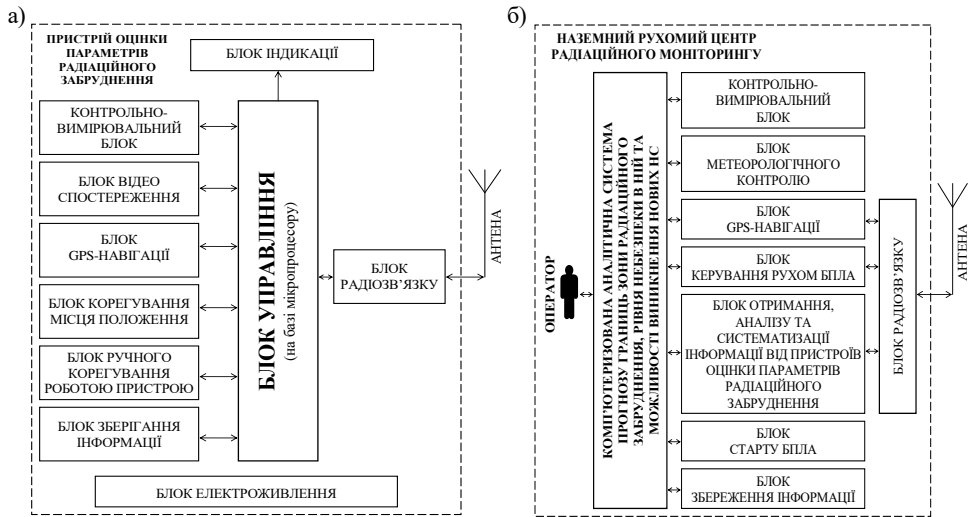 а)
ПРИСТРІЙ ОЦІНКИ
ПАРАМЕТРІВ
РАДІАЦІЙНОГО
ЗАБРУДНЕННЯ
БЛОК ІНДИКАЦІЇ
КОНТРОЛЬНО-
ВИМІРЮВАЛЬНИЙ
БЛОК
БЛОК ВІДЕО
СПОСТЕРЕЖЕННЯ
БЛОК
GPS-НАВІГАЦІЇ
БЛОК КОРЕГУВАННЯ
МІСЦЯ ПОЛОЖЕННЯ
БЛОК РУЧНОГО
КОРЕГУВАННЯ
РОБОТОЮ ПРИСТРОЮ
БЛОК ЗБЕРІГАННЯ
ІНФОРМАЦІЇ
БЛОК УПРАВЛІННЯ
(на базі мікропроцесору)
БЛОК
РАДІОЗВ’ЯЗКУ
АНТЕНА
БЛОК ЕЛЕКТРОЖИВЛЕННЯ
б)
НАЗЕМНИЙ РУХОМИЙ ЦЕНТР
РАДІАЦІЙНОГО МОНІТОРИНГУ
ОПЕРАТОР
КОМП'ЮТЕРИЗОВАНА АНАЛІТИЧНА СИСТЕМА
ПРОГНОЗУ ГРАНИЦЬ ЗОНИ РАДІАЦІЙНОГО
ЗАБРУДНЕННЯ, РІВНЯ НЕБЕЗПЕКИ В НІЙ ТА
МОЖЛИВОСТІ ВИНИКНЕННЯ НОВИХ НС
КОНТРОЛЬНО-
ВИМІРЮВАЛЬНИЙ
БЛОК
БЛОК
МЕТЕОРОЛОГІЧНОГО
КОНТРОЛЮ
БЛОК
GPS-НАВІГАЦІЇ
БЛОК
КЕРУВАННЯ РУХОМ БПЛА
БЛОК ОТРИМАННЯ,
АНАЛІЗУ ТА
СИСТЕМАТИЗАЦІЇ
ІНФОРМАЦІЇ ВІД ПРИСТРОЇВ
ОЦІНКИ ПАРАМЕТРІВ
РАДІАЦІЙНОГО
ЗАБРУДНЕННЯ
БЛОК
СТАРТУ БПЛА
БЛОК
ЗБЕРЕЖЕННЯ ІНФОРМАЦІЇ
БЛОК РАДІОЗВ'ЯЗКУ
АНТЕНА